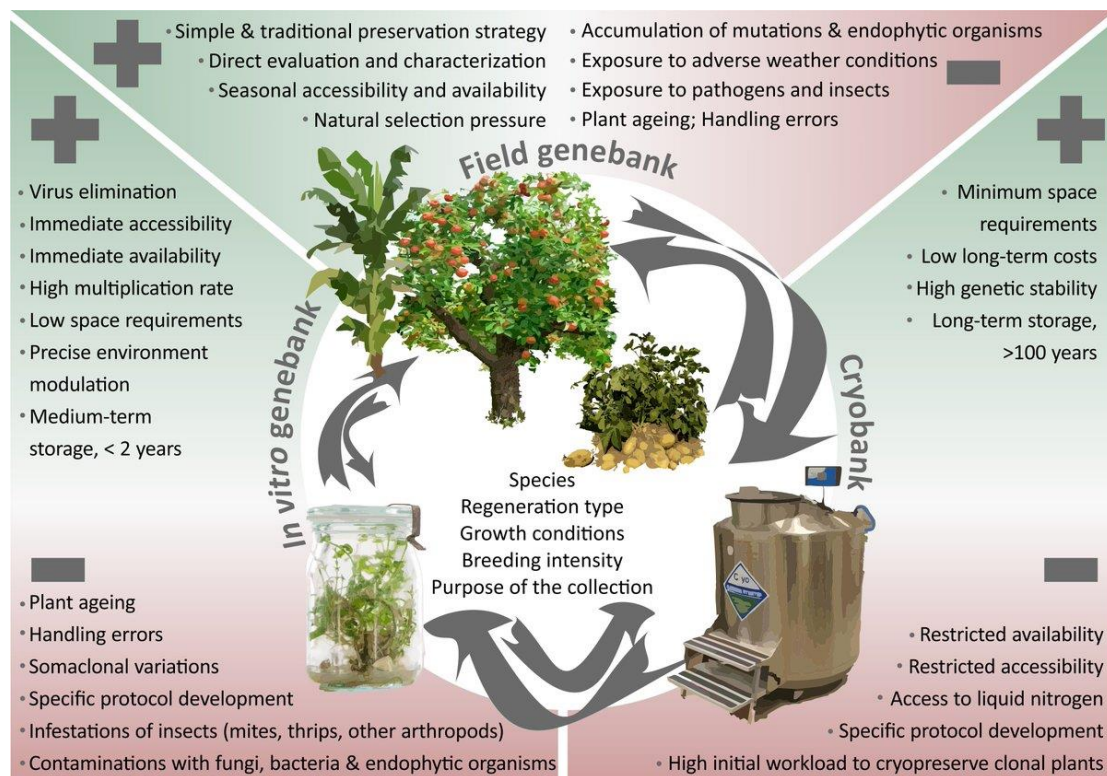 • Simple & traditional preservation strategy
• Direct evaluation and characterization
• Seasonal accessibility and availability
• Natural selection pressure
• Accumulation of mutations & endophytic organisms
• Exposure to adverse weather conditions
• Exposure to pathogens and insects
• Plant ageing; Handling errors
Field genebank
• Virus elimination
• Immediate accessibility
• Immediate availability
• High multiplication rate
• Low space requirements
• Precise environment
modulation
• Medium-term
storage, < 2 years
In vitro genebank
• Plant ageing
• Handling errors
• Somaclonal variations
• Specific protocol development
• Infestations of insects (mites, thrips, other arthropods)
• Contaminations with fungi, bacteria & endophytic organisms
Species
Regeneration type
Growth conditions
Breeding intensity
Purpose of the collection
• Minimum space
requirements
• Low long-term costs
• High genetic stability
• Long-term storage,
>100 years
Cryobank
• Restricted availability
• Restricted accessibility
• Access to liquid nitrogen
• Specific protocol development
• High initial workload to cryopreserve clonal plants